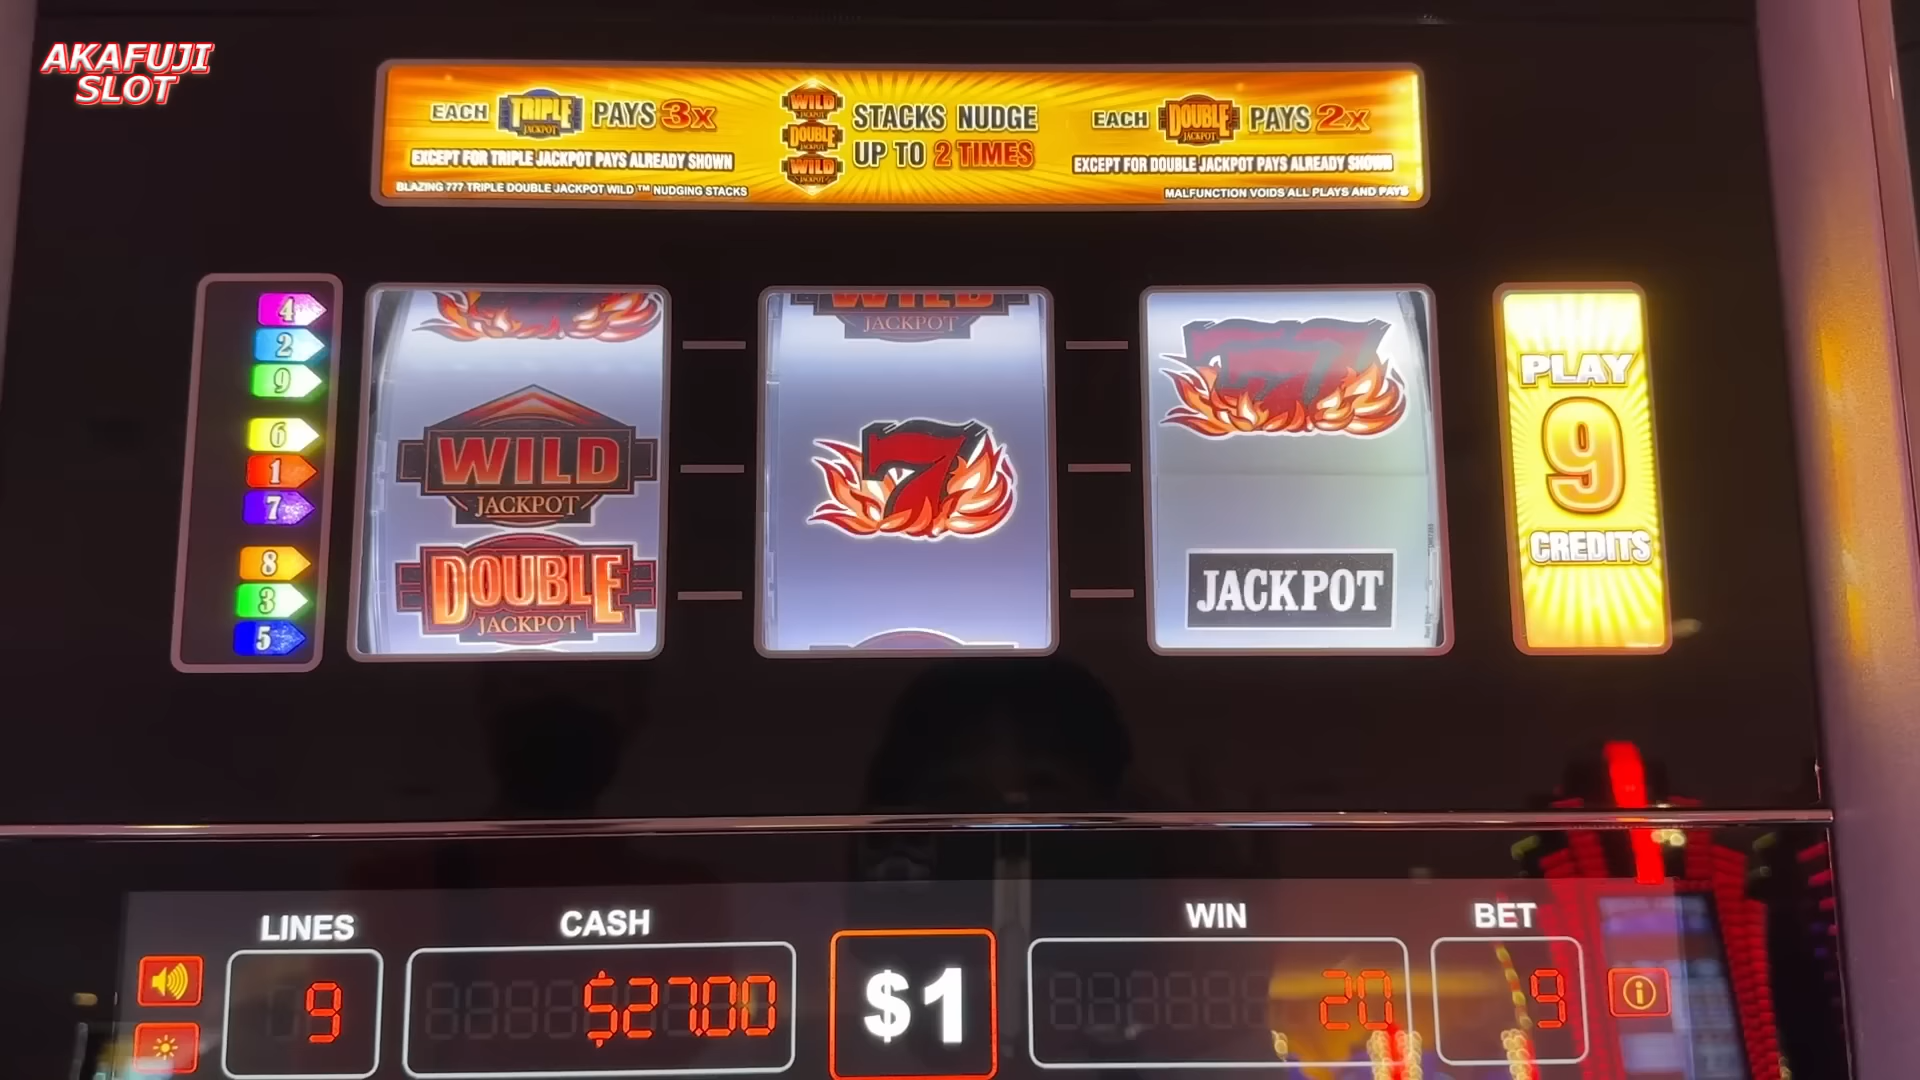 AKAFUJI
SLOT
EACH TRIPLE JACKPOT PAYS 3x
EXCEPT FOR TRIPLE JACKPOT PAYS ALREADY SHOWN
BLAZING 777 TRIPLE DOUBLE JACKPOT WILD ™ NUDGING STACKS
WILD JACKPOT
DOUBLE JACKPOT
WILD JACKPOT
STACKS NUDGE
UP TO 2 TIMES
EACH DOUBLE JACKPOT PAYS 2x
EXCEPT FOR DOUBLE JACKPOT PAYS ALREADY SHOWN
MALFUNCTION VOIDS ALL PLAYS AND PAYS
4
2
9
6
1
7
8
3
5
WILD
JACKPOT
DOUBLE
JACKPOT
WILD
JACKPOT
7
777
JACKPOT
PLAY
9
CREDITS
LINES
9
CASH
$27.00
$1
WIN
20
BET
9